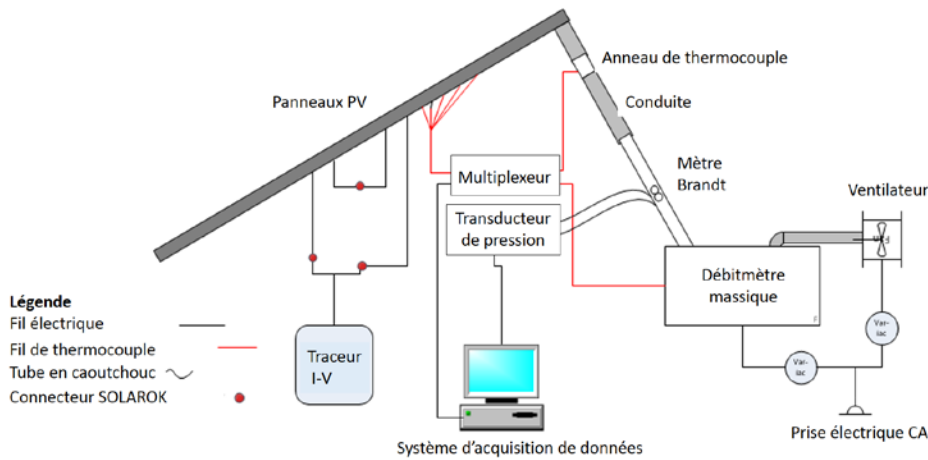 Anneau de thermocouple
Panneaux PV
Conduite
Mètre
Brandt
Multiplexeur
Ventilateur
Transducteur
de pression
Débitmètre
massique
F
Légende
Fil électrique
Fil de thermocouple
Tube en caoutchouc
Connecteur SOLAROK
Traceur
I-V
Var-
iac
Var-
iac
Prise électrique CA
Système d'acquisition de données